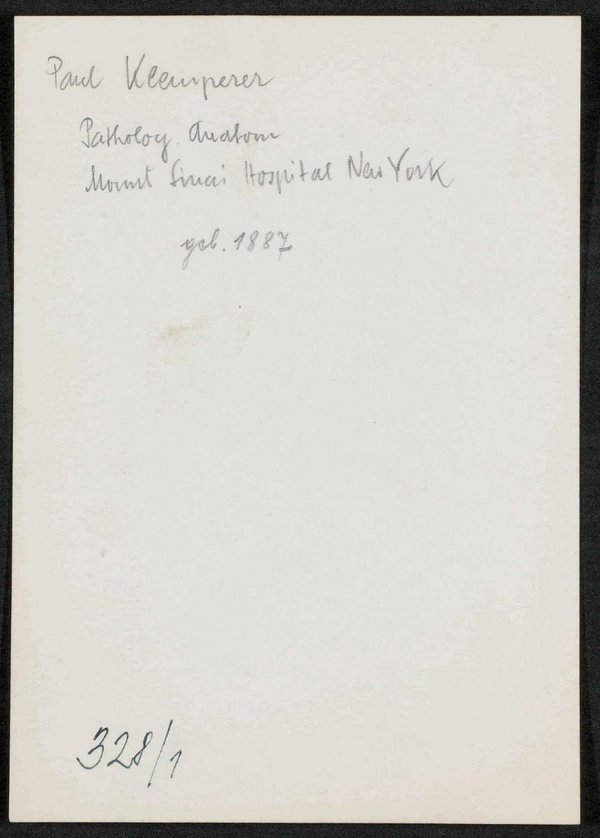 Paul Klemperer
Patholog. Anatom
Mount Sinai Hospital New York
geb. 1887
328/1